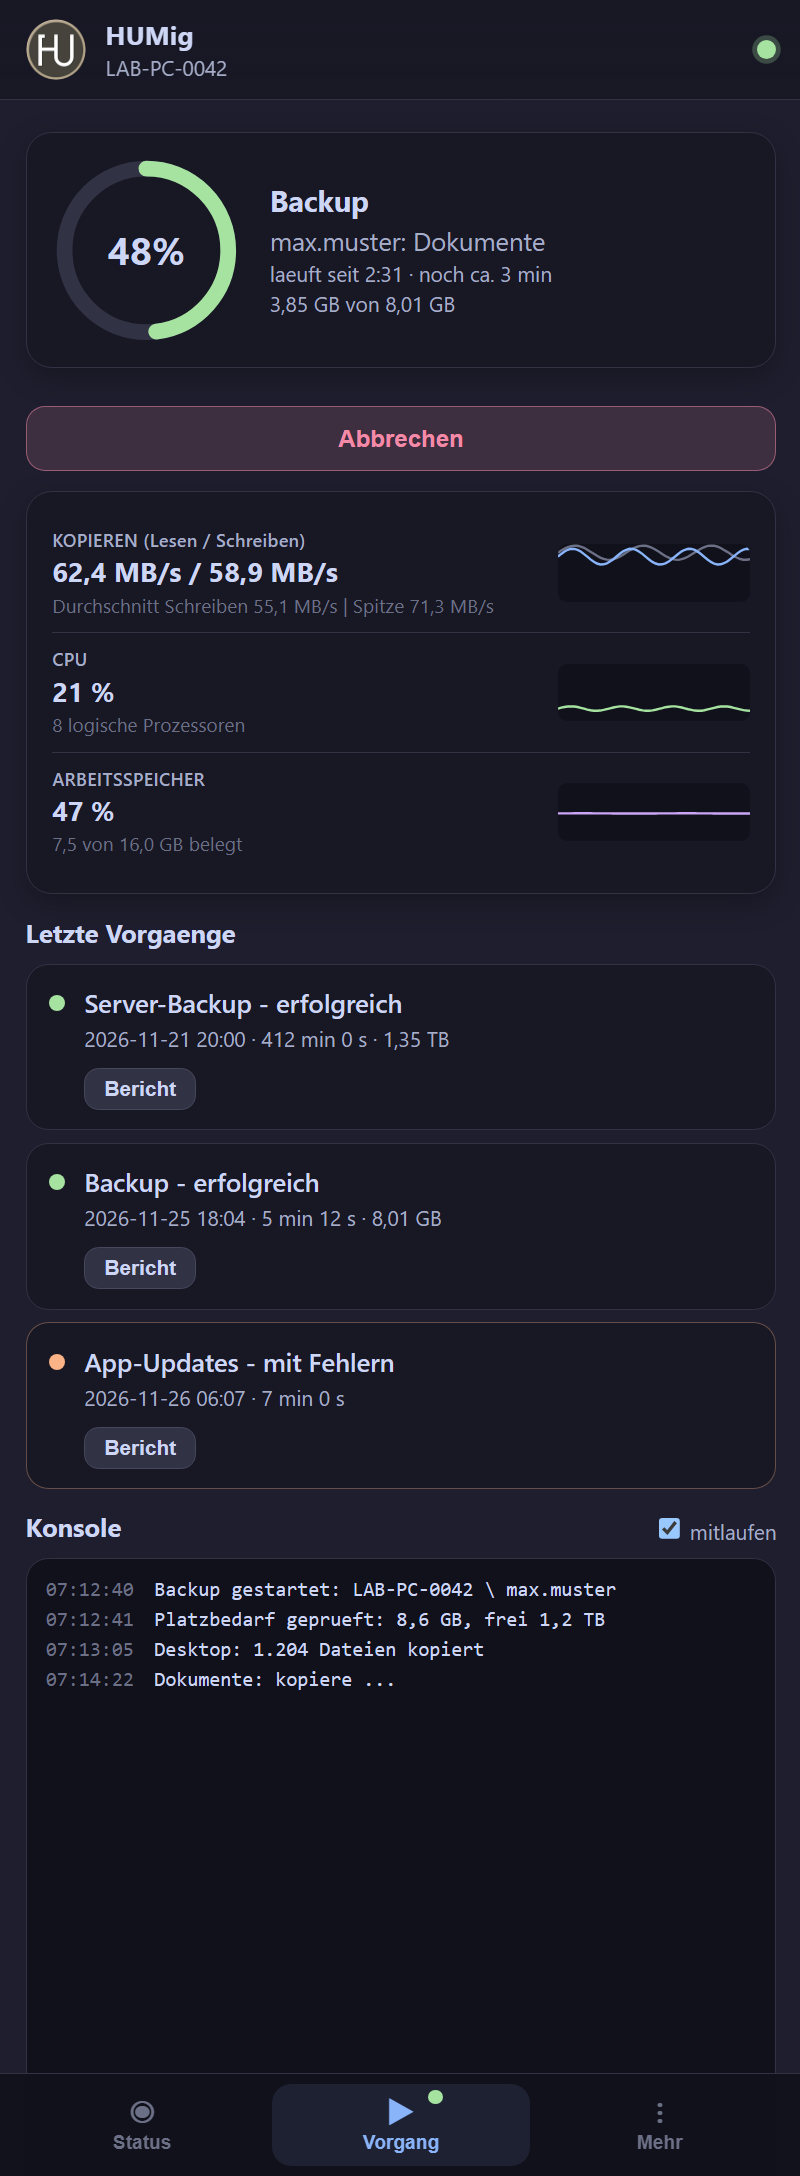 HU
HUMig
LAB-PC-0042
48%
Backup
max.muster: Dokumente
laeuft seit 2:31 · noch ca. 3 min
3,85 GB von 8,01 GB
Abbrechen
KOPIEREN (Lesen / Schreiben)
62,4 MB/s / 58,9 MB/s
Durchschnitt Schreiben 55,1 MB/s | Spitze 71,3 MB/s
CPU
21 %
8 logische Prozessoren
ARBEITSSPEICHER
47 %
7,5 von 16,0 GB belegt
Letzte Vorgaenge
Server-Backup - erfolgreich
2026-11-21 20:00 · 412 min 0 s · 1,35 TB
Bericht
Backup - erfolgreich
2026-11-25 18:04 · 5 min 12 s · 8,01 GB
Bericht
App-Updates - mit Fehlern
2026-11-26 06:07 · 7 min 0 s
Bericht
Konsole
mitlaufen
07:12:40 Backup gestartet: LAB-PC-0042 \ max.muster
07:12:41 Platzbedarf geprueft: 8,6 GB, frei 1,2 TB
07:13:05 Desktop: 1.204 Dateien kopiert
07:14:22 Dokumente: kopiere ...
Status
Vorgang
Mehr